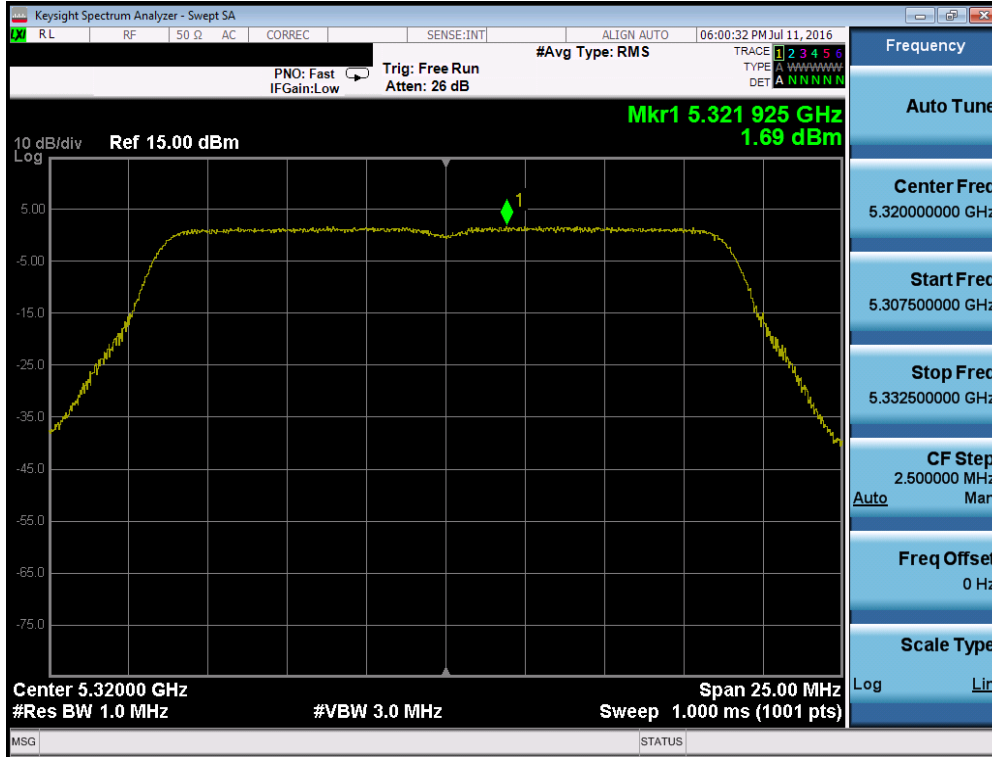 Keysight Spectrum Analyzer - Swept SA
LXI RL RF 50 Ω AC CORREC SENSE:INT ALIGN AUTO 06:00:32 PM Jul 11, 2016
#Avg Type: RMS TRACE 1 2 3 4 5 6
PNO: Fast Trig: Free Run TYPE A WWWWW
IFGain:Low Atten: 26 dB DET A N N N N N
Mkr1 5.321 925 GHz
1.69 dBm
10 dB/div Ref 15.00 dBm
Log
1
5.00
-5.00
-15.0
-25.0
-35.0
-45.0
-55.0
-65.0
-75.0
Center 5.32000 GHz Span 25.00 MHz
#Res BW 1.0 MHz #VBW 3.0 MHz Sweep 1.000 ms (1001 pts)
MSG STATUS
Frequency
Auto Tune
Center Freq
5.320000000 GHz
Start Freq
5.307500000 GHz
Stop Freq
5.332500000 GHz
CF Step
2.500000 MHz
Auto Man
Freq Offset
0 Hz
Scale Type
Log Lin